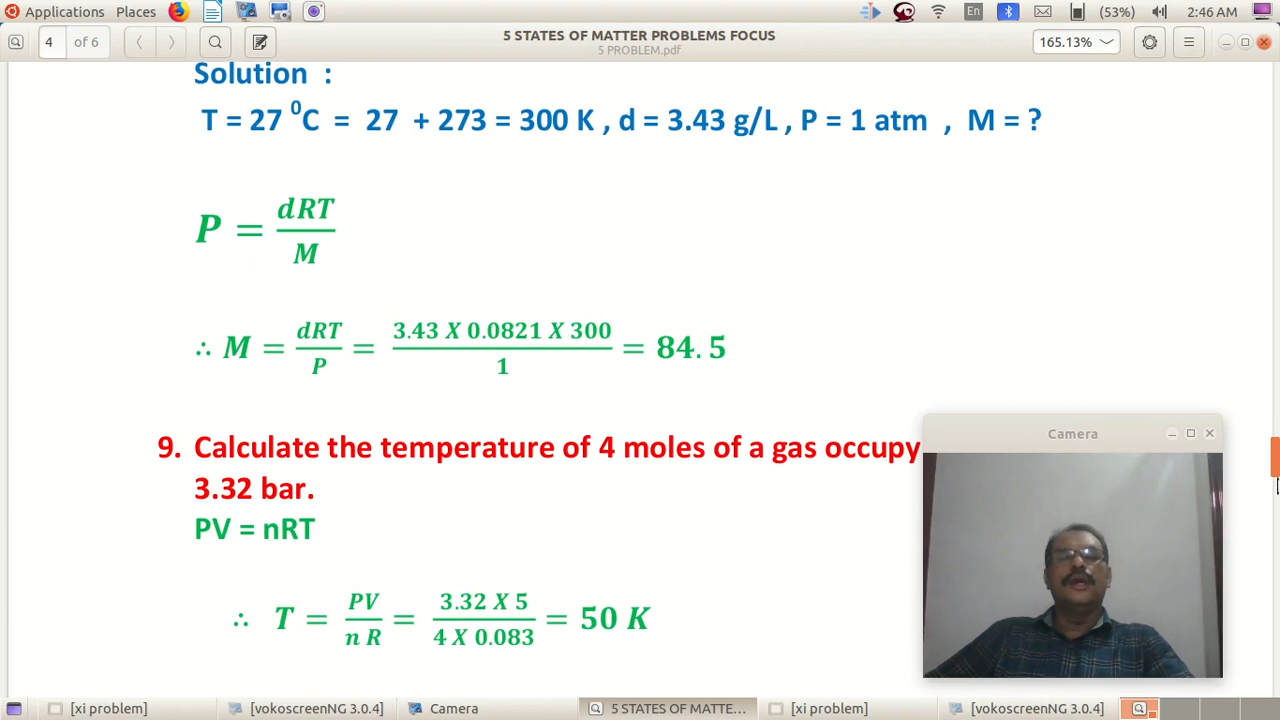 Applications Places En (53%) 2:46 AM
4 of 6 5 STATES OF MATTER PROBLEMS FOCUS 165.13%
5 PROBLEM.pdf
Solution :
T = 27 ⁰C = 27 + 273 = 300 K , d = 3.43 g/L , P = 1 atm , M = ?
P = dRT / M
∴ M = dRT / P = 3.43 X 0.0821 X 300 / 1 = 84.5
9. Calculate the temperature of 4 moles of a gas occupy
3.32 bar.
PV = nRT
∴ T = PV / n R = 3.32 X 5 / 4 X 0.083 = 50 K
Camera
[xi problem] [vokoscreenNG 3.0.4] Camera 5 STATES OF MATTE... [xi problem] [vokoscreenNG 3.0.4]